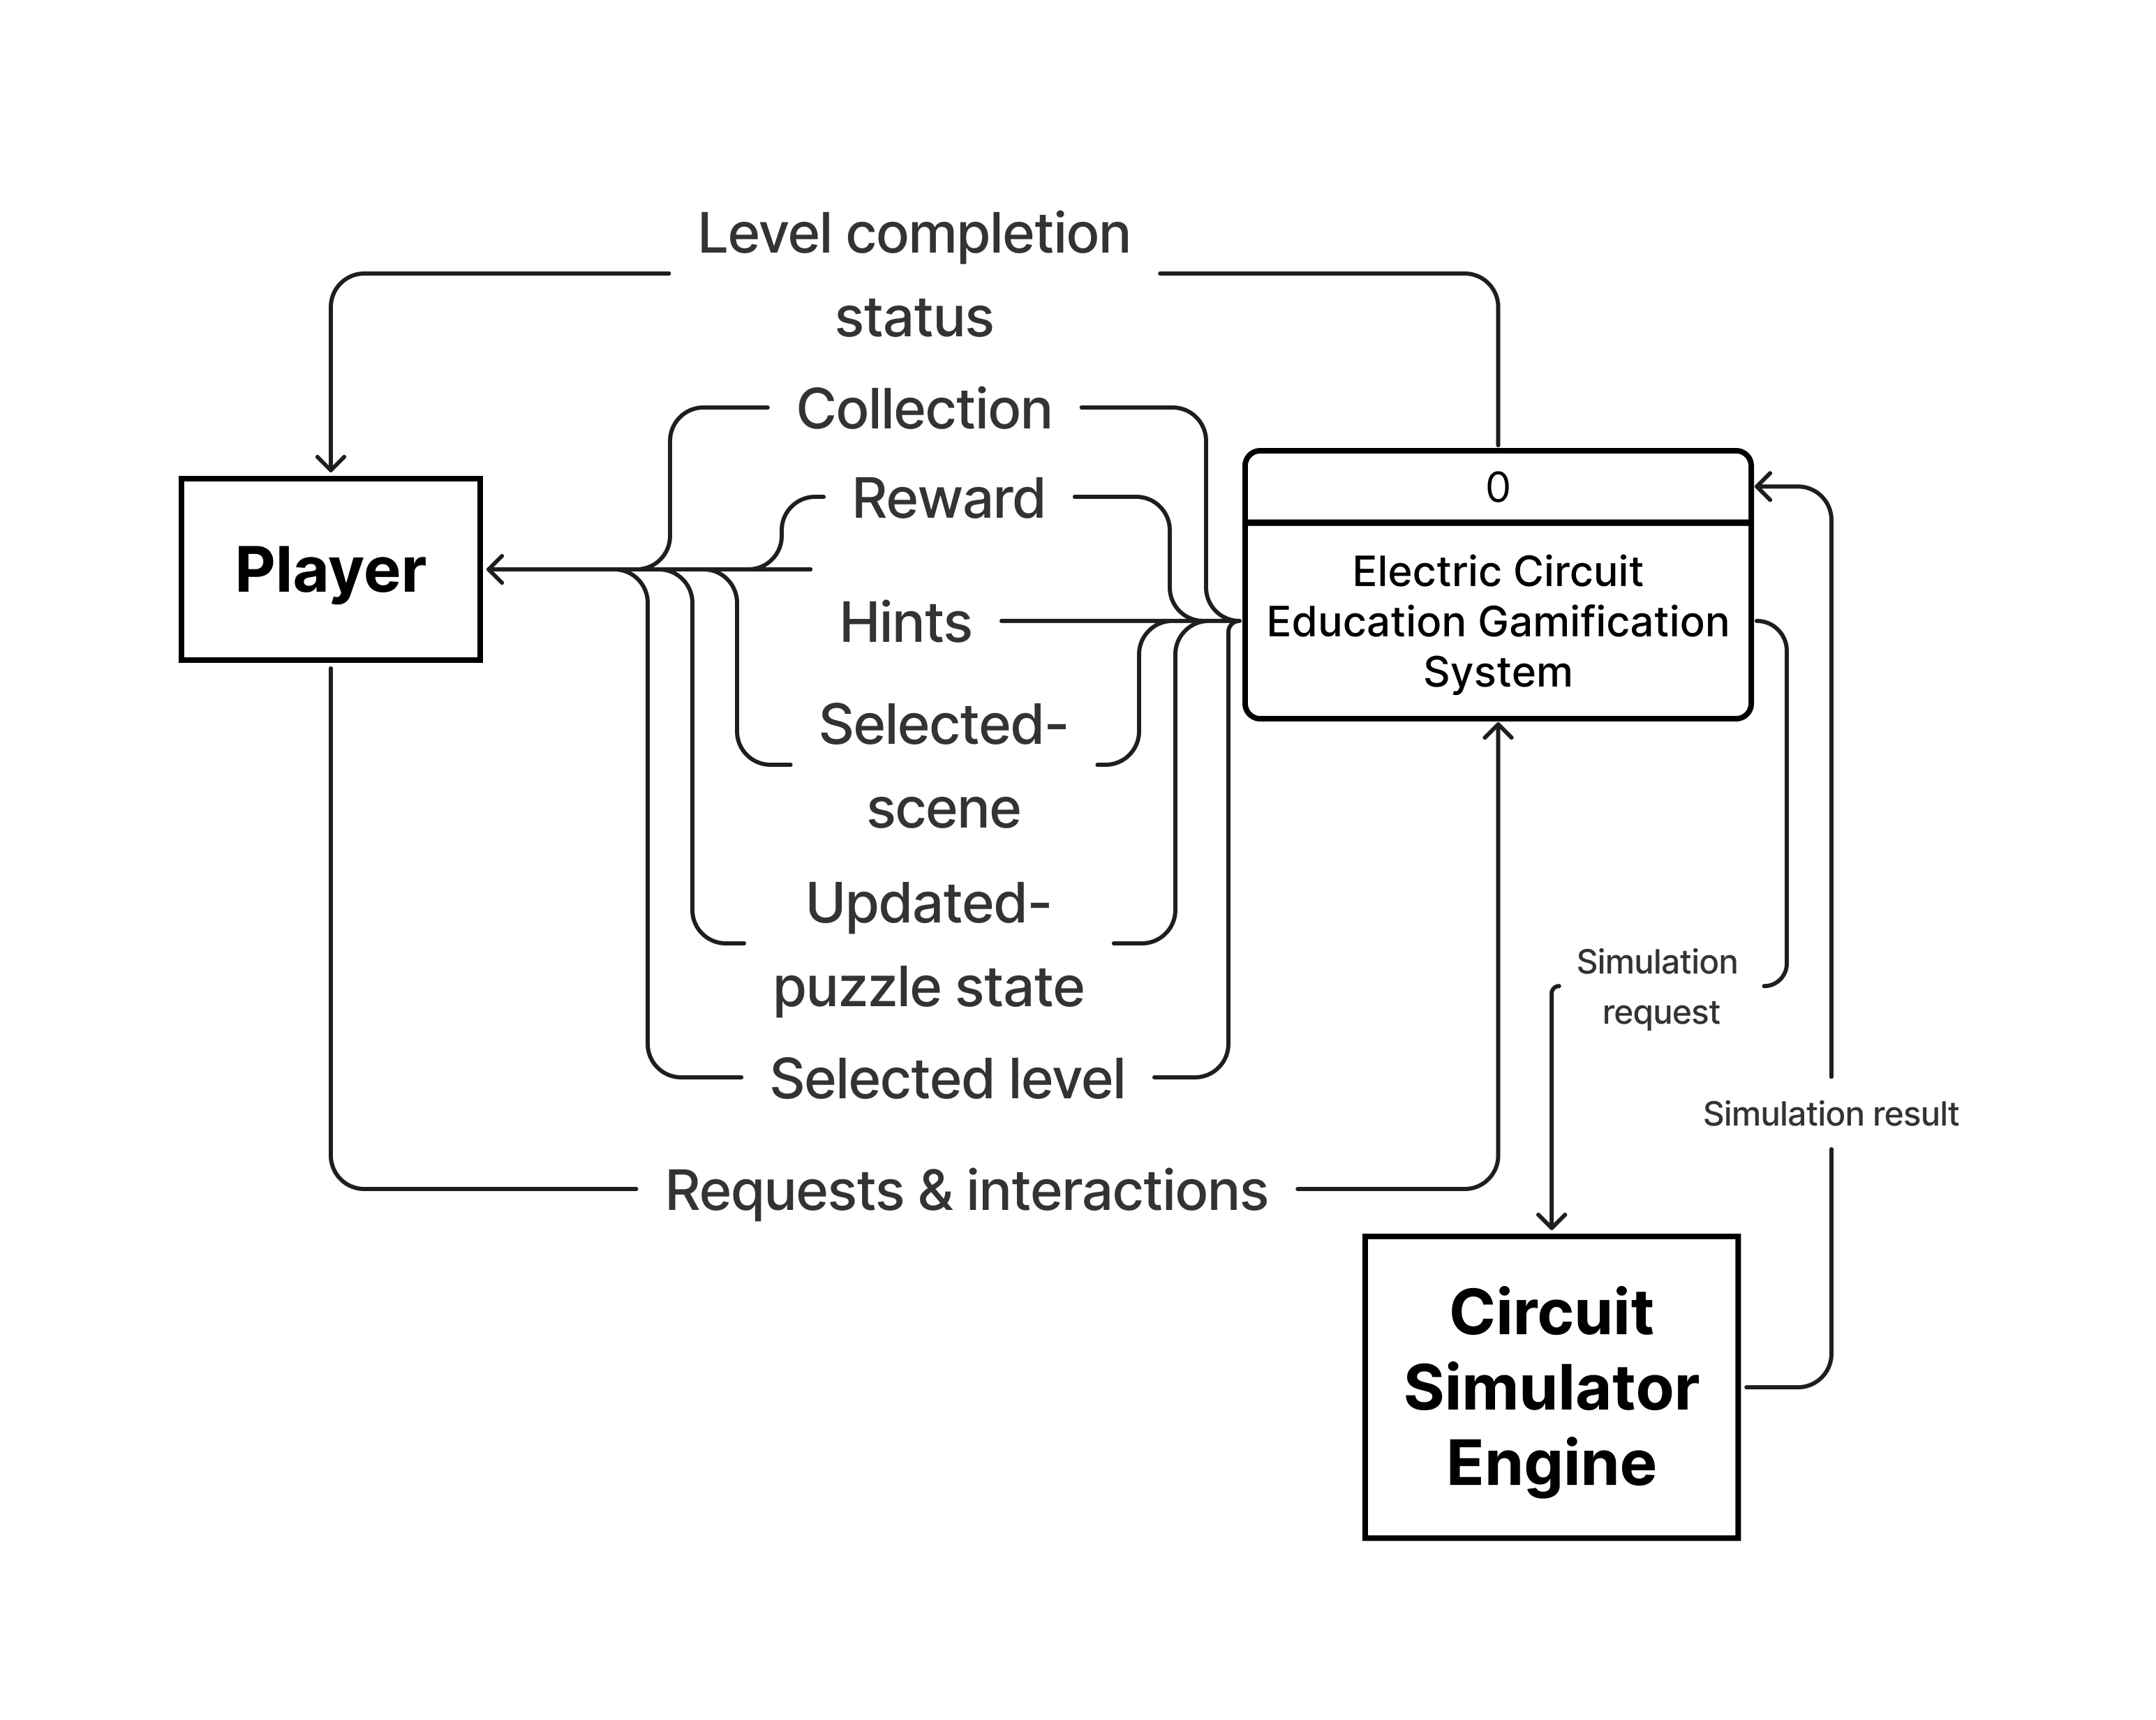 Level completion
status
Collection
Reward
Hints
Selected-
scene
Updated-
puzzle state
Selected level
Requests & interactions
Player
0
Electric Circuit
Education Gamification
System
Simulation
request
Simulation result
Circuit
Simulator
Engine